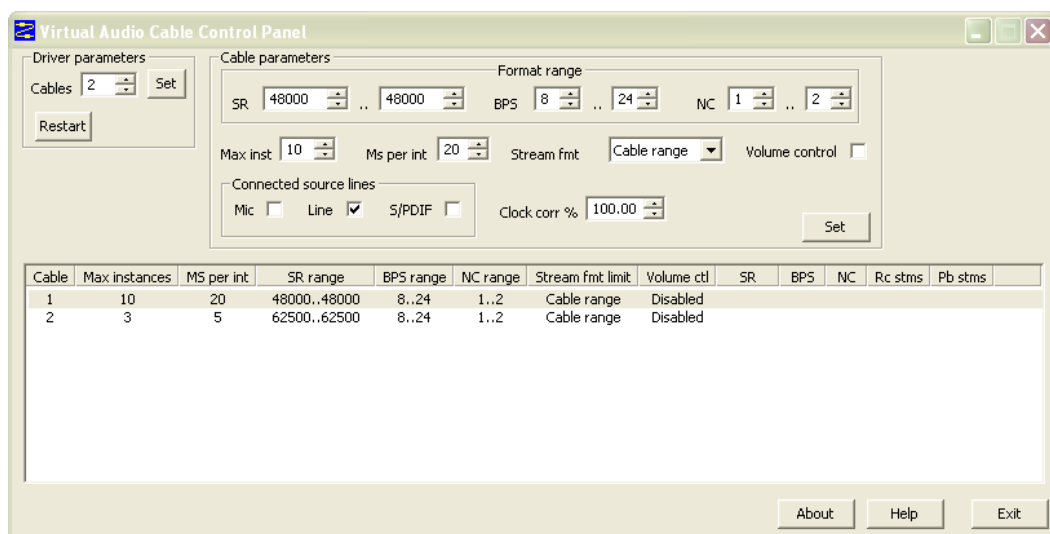 Virtual Audio Cable Control Panel
Driver parameters
Cables 2 Set
Restart
Cable parameters
Format range
SR 48000 .. 48000 BPS 8 .. 24 NC 1 .. 2
Max inst 10 Ms per int 20 Stream fmt Cable range Volume control
Connected source lines
Mic Line S/PDIF Clock corr % 100.00
Set
Cable Max instances MS per int SR range BPS range NC range Stream fmt limit Volume ctl SR BPS NC Rc stms Pb stms
1 10 20 48000..48000 8..24 1..2 Cable range Disabled
2 3 5 62500..62500 8..24 1..2 Cable range Disabled
About Help Exit